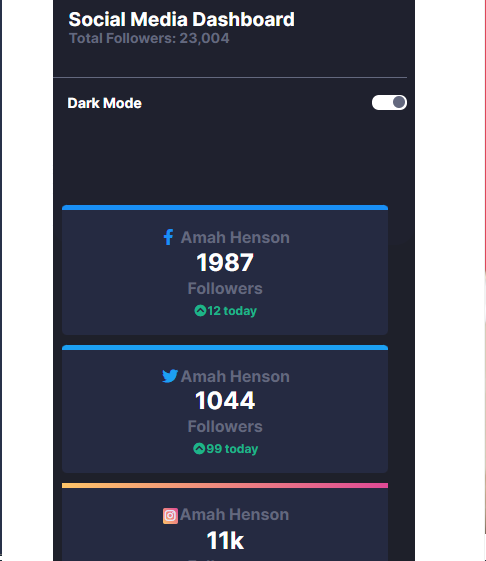 Social Media Dashboard
Total Followers: 23,004
Dark Mode
Amah Henson
1987
Followers
12 today
Amah Henson
1044
Followers
99 today
Amah Henson
11k